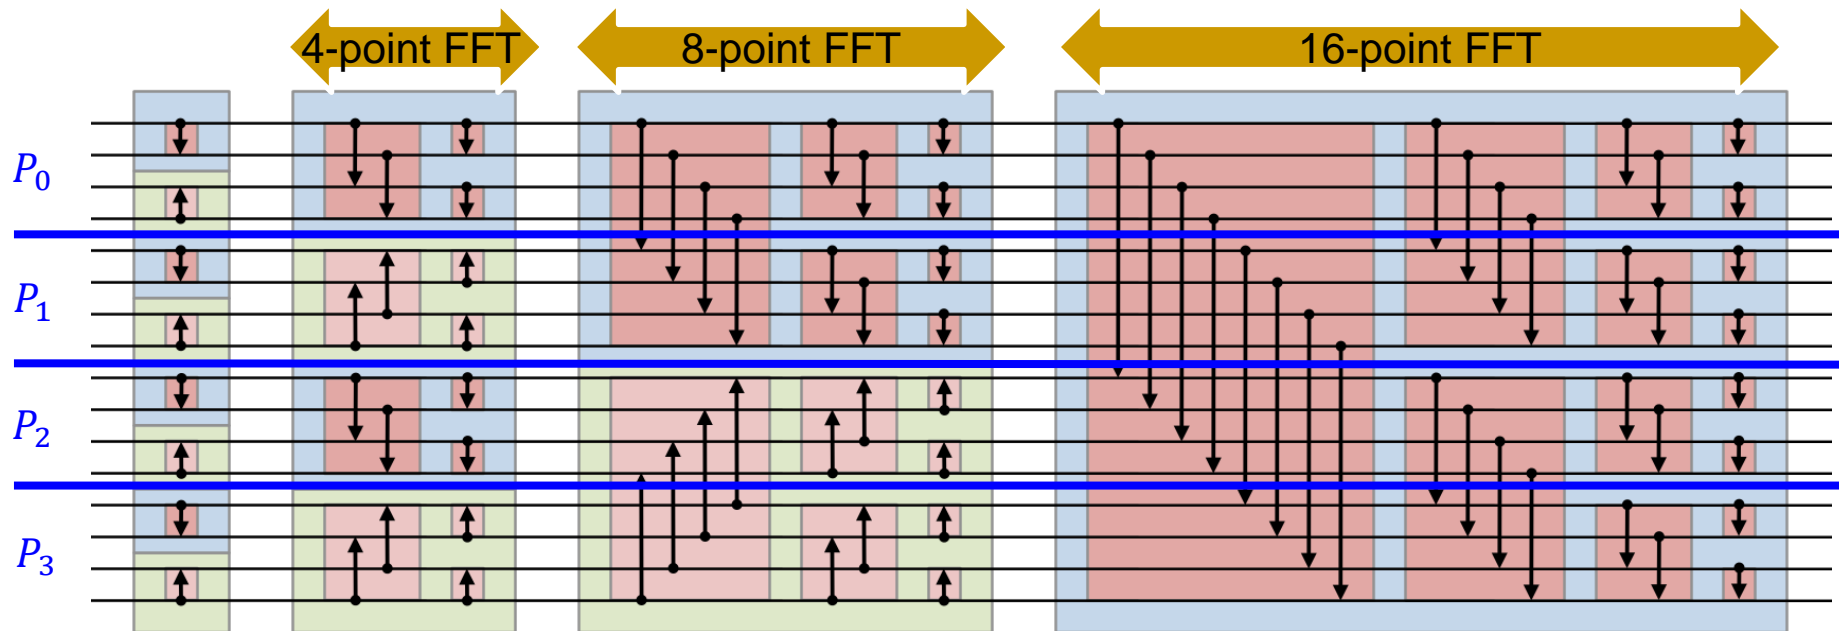 4-point FFT 8-point FFT 16-point FFT
P₀
P₁
P₂
P₃